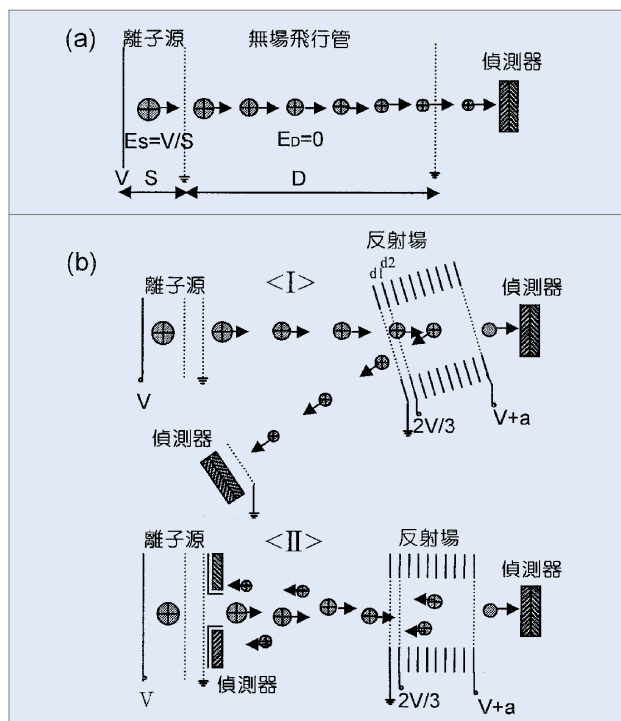 (a)
離子源
無場飛行管
偵測器
Es=V/S
ED=0
V
S
D
(b)
反射場
d1
d2
離子源
<I>
偵測器
V
2V/3
V+a
偵測器
離子源
<II>
反射場
偵測器
V
偵測器
2V/3
V+a